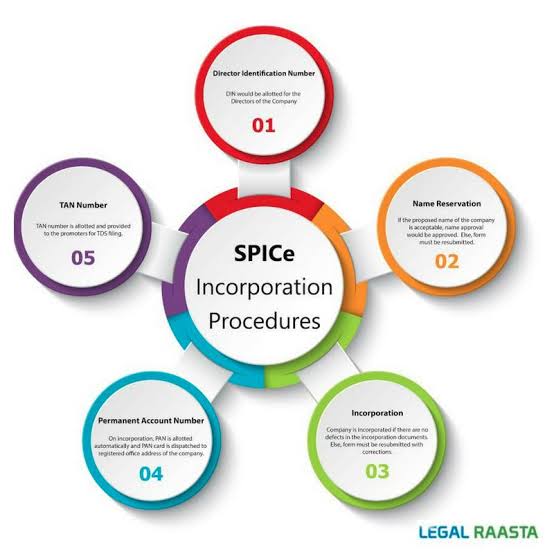 Director Identification Number
DIN would be allotted for the
Directors of the Company
01
Name Reservation
If the proposed name of the company
is acceptable, name approval
would be approved. Else, form
must be resubmitted.
02
Incorporation
Company is incorporated if there are no
defects in the incorporation documents.
Else, form must be resubmitted with
corrections.
03
Permanent Account Number
On incorporation, PAN is allotted
automatically and PAN card is dispatched to
registered office address of the company.
04
TAN Number
TAN number is allotted and provided
to the promoters for TDS filing.
05
SPICe
Incorporation
Procedures
LEGAL RAASTA